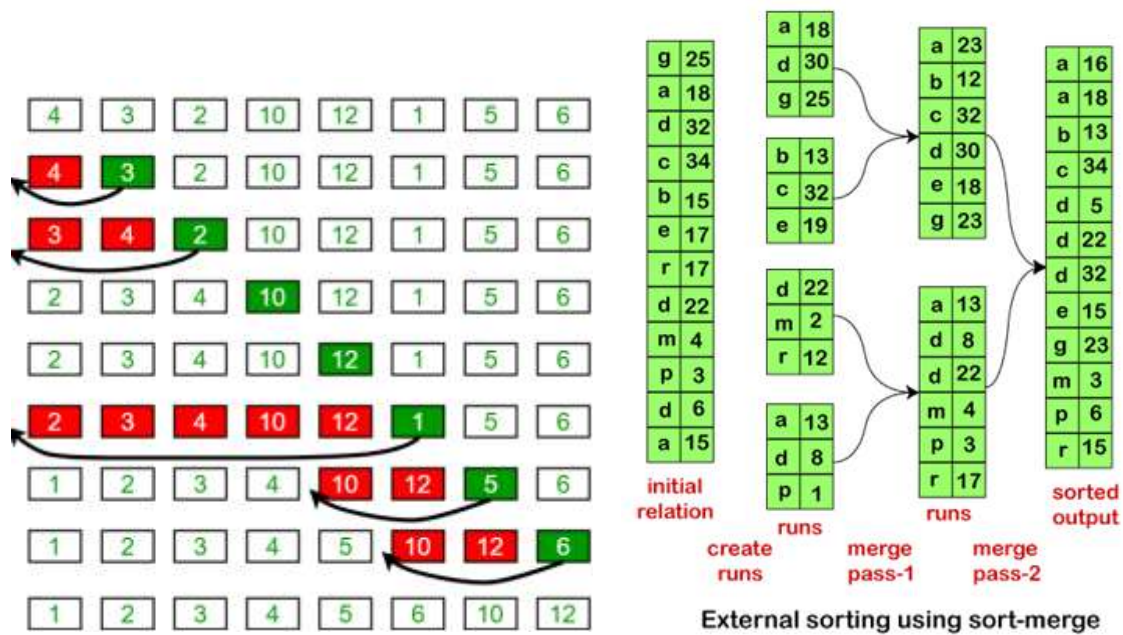 4 3 2 10 12 1 5 6
4 3 2 10 12 1 5 6
3 4 2 10 12 1 5 6
2 3 4 10 12 1 5 6
2 3 4 10 12 1 5 6
2 3 4 10 12 1 5 6
1 2 3 4 10 12 5 6
1 2 3 4 5 10 12 6
1 2 3 4 5 6 10 12
g 25
a 18
d 32
c 34
b 15
e 17
r 17
d 22
m 4
p 3
d 6
a 15
initial
relation
a 18
d 30
g 25
b 13
c 32
e 19
d 22
m 2
r 12
a 13
d 8
p 1
runs
create
runs
a 23
b 12
c 32
d 30
e 18
g 23
a 13
d 8
d 22
m 4
p 3
r 17
runs
merge
pass-1
a 16
a 18
b 13
c 34
d 5
d 22
d 32
e 15
g 23
m 3
p 6
r 15
sorted
output
merge
pass-2
External sorting using sort-merge